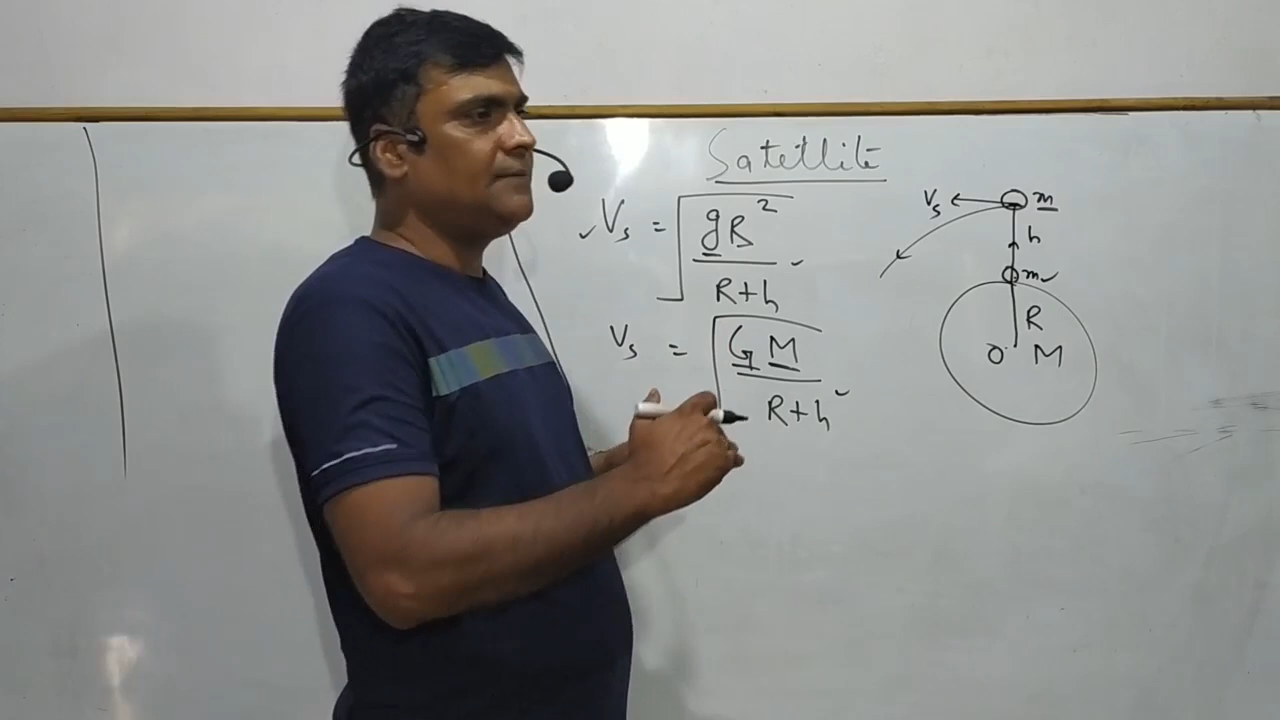 Satellite
✓Vs = √(gR²/(R+h))
Vs = √(GM/(R+h))
Vs m
h
m
R
O M